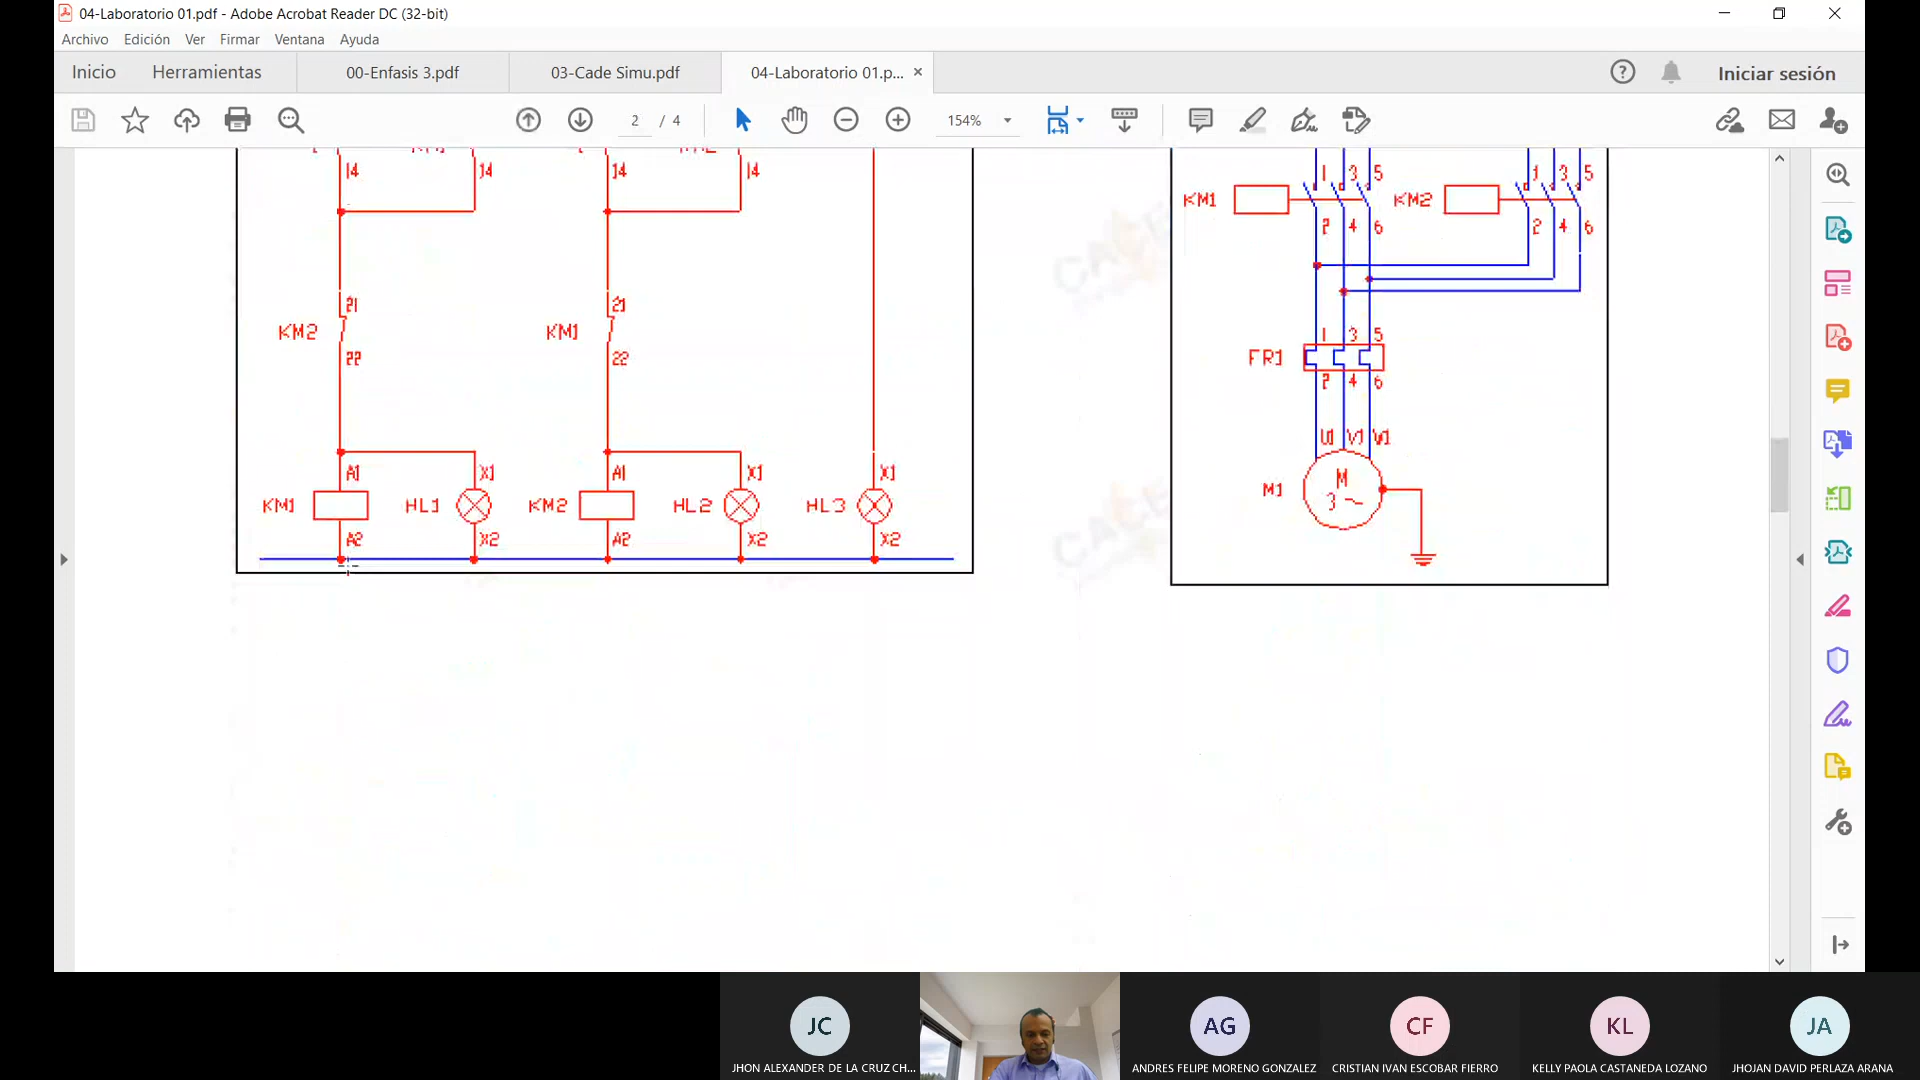 04-Laboratorio 01.pdf - Adobe Acrobat Reader DC (32-bit)
Archivo Edición Ver Firmar Ventana Ayuda
Inicio Herramientas 00-Enfasis 3.pdf 03-Cade Simu.pdf 04-Laboratorio 01.p... Iniciar sesión
2 / 4 154%
14 14 14 14
KM1 1 3 5 KM2 1 3 5
2 4 6 2 4 6
21 21
KM2 KM1
22 22
1 3 5
FR1
2 4 6
U1 V1 W1
A1 X1 A1 X1 X1
KM1 HL1 KM2 HL2 HL3
A2 X2 A2 X2 X2
M1 M
3 ~
JC AG CF KL JA
JHON ALEXANDER DE LA CRUZ CH... ANDRES FELIPE MORENO GONZALEZ CRISTIAN IVAN ESCOBAR FIERRO KELLY PAOLA CASTANEDA LOZANO JHOJAN DAVID PERLAZA ARANA